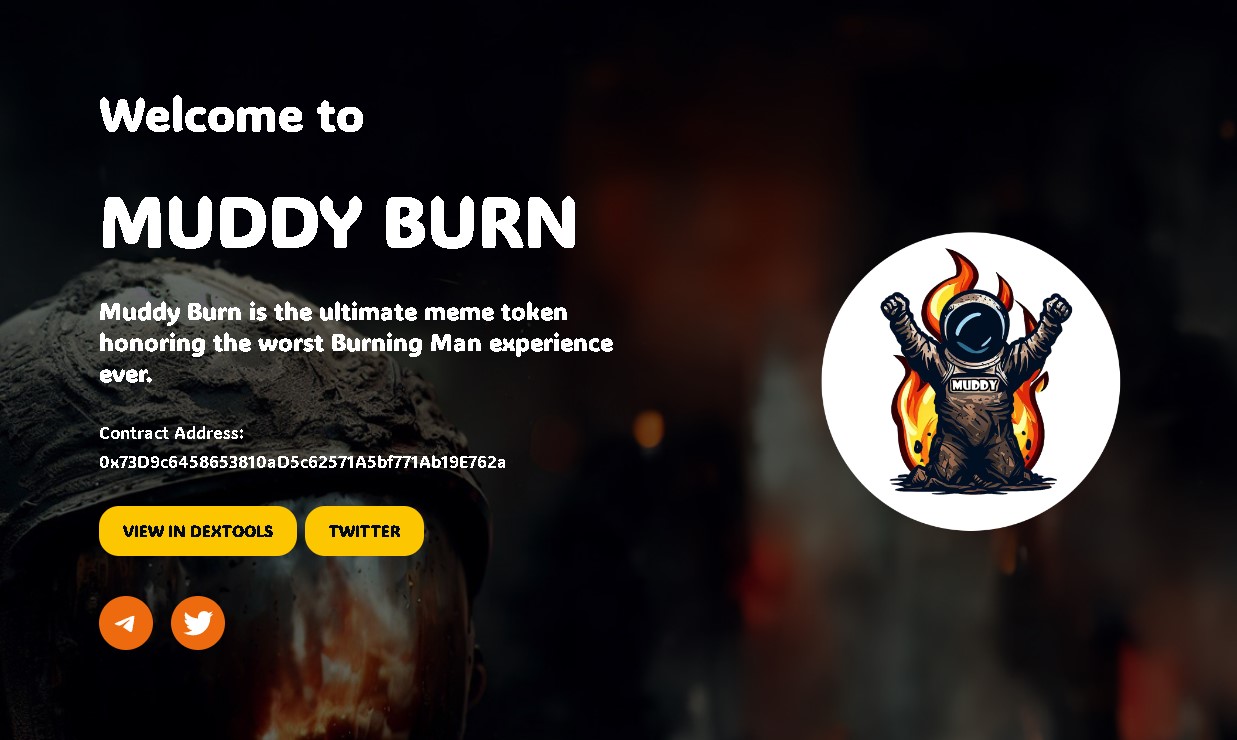 Welcome to
MUDDY BURN
Muddy Burn is the ultimate meme token
honoring the worst Burning Man experience
ever.
Contract Address:
0x73D9c6458653810aD5c62571A5bf771Ab19E762a
VIEW IN DEXTOOLS
TWITTER
MUDDY